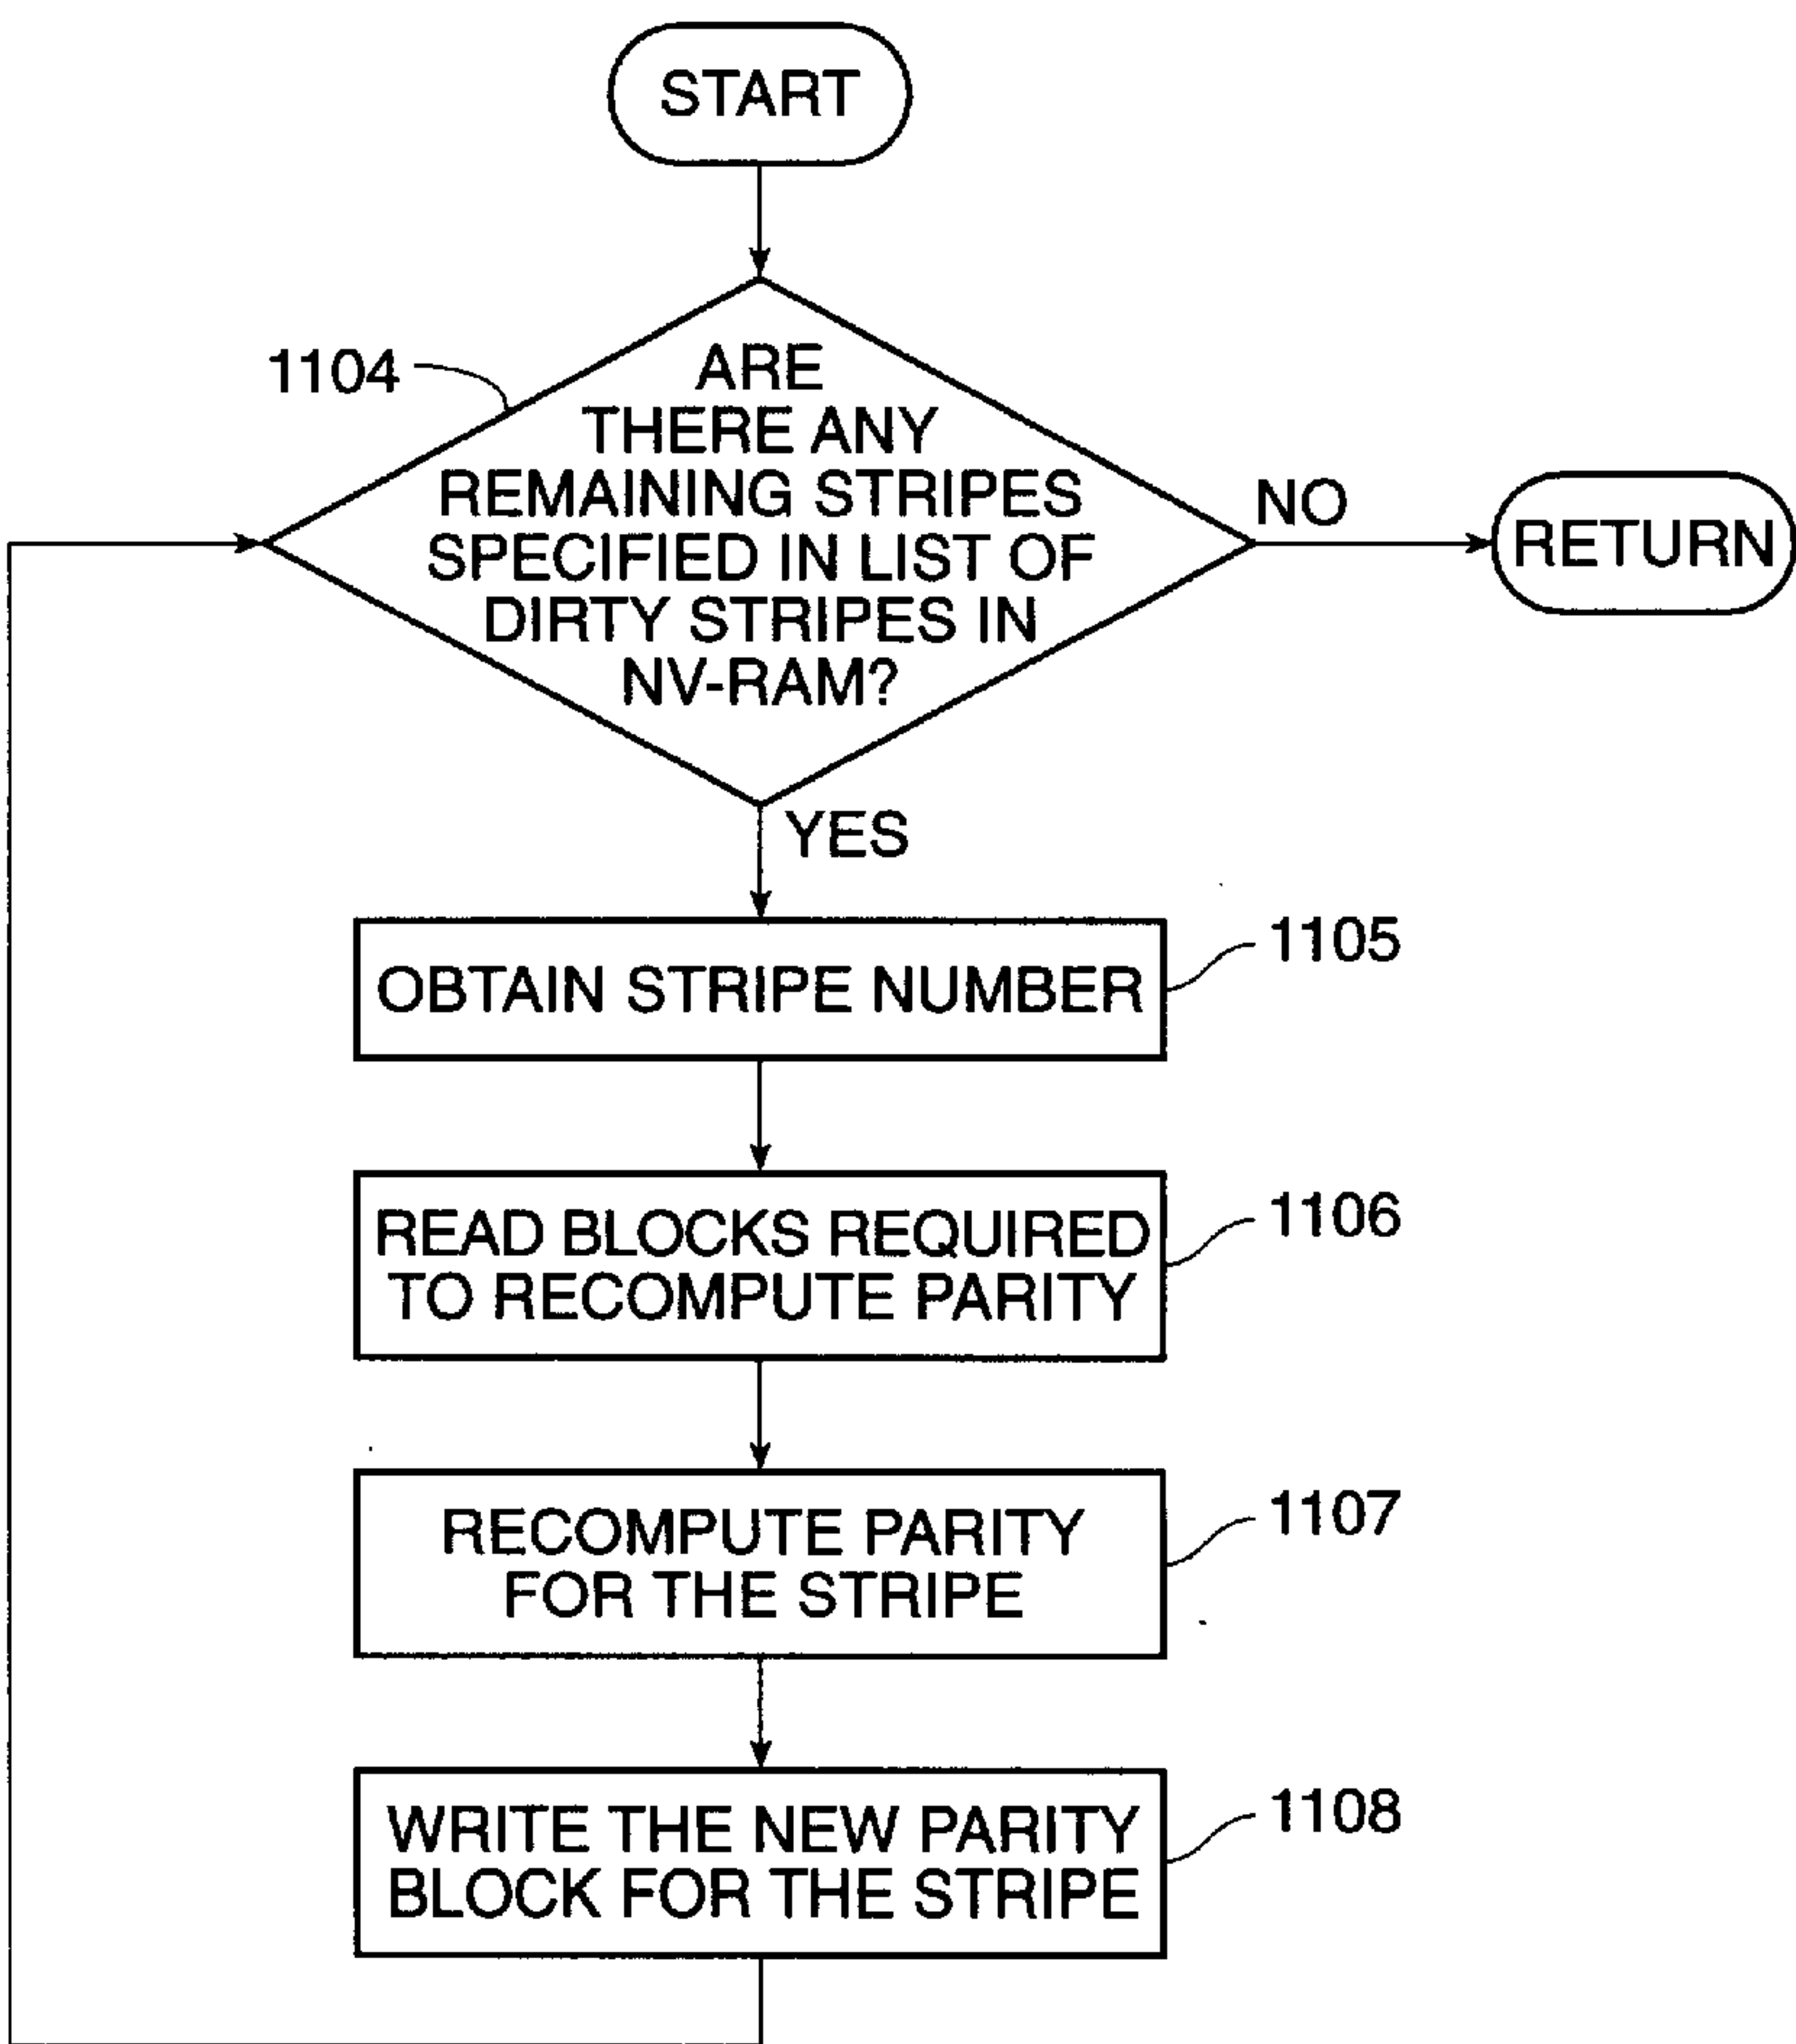 START
1104
ARE
THERE ANY
REMAINING STRIPES
SPECIFIED IN LIST OF
DIRTY STRIPES IN
NV-RAM?
NO
RETURN
YES
OBTAIN STRIPE NUMBER
1105
READ BLOCKS REQUIRED
TO RECOMPUTE PARITY
1106
RECOMPUTE PARITY
FOR THE STRIPE
1107
WRITE THE NEW PARITY
BLOCK FOR THE STRIPE
1108